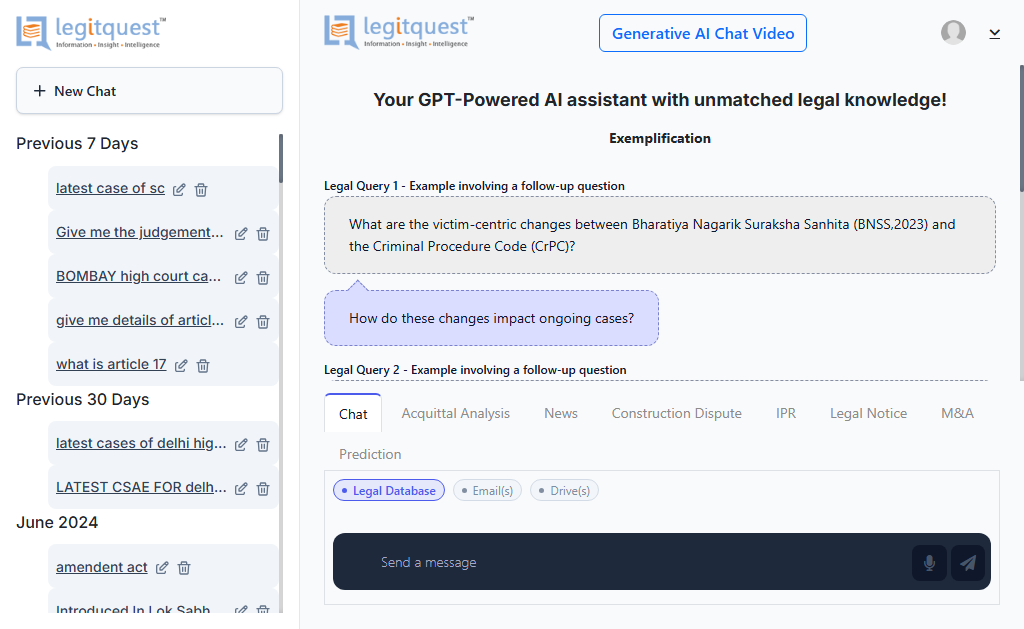 legitquest™
Information • Insight • Intelligence
New Chat
Previous 7 Days
latest case of sc
Give me the judgement...
BOMBAY high court ca...
give me details of articl...
what is article 17
Previous 30 Days
latest cases of delhi hig...
LATEST CSAE FOR delh...
June 2024
amendent act
Introduced In Lok Sabh
legitquest™
Information • Insight • Intelligence
Generative AI Chat Video
Your GPT-Powered AI assistant with unmatched legal knowledge!
Exemplification
Legal Query 1 - Example involving a follow-up question
What are the victim-centric changes between Bharatiya Nagarik Suraksha Sanhita (BNSS,2023) and
the Criminal Procedure Code (CrPC)?
How do these changes impact ongoing cases?
Legal Query 2 - Example involving a follow-up question
Chat Acquittal Analysis News Construction Dispute IPR Legal Notice M&A
Prediction
• Legal Database • Email(s) • Drive(s)
Send a message